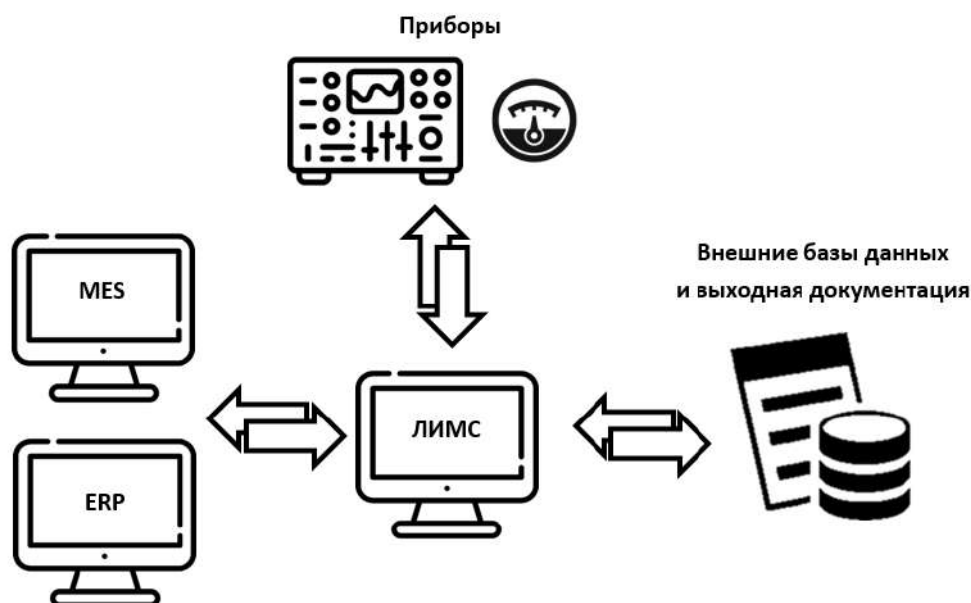 Приборы
MES
Внешние базы данных
и выходная документация
ЛИМС
ERP